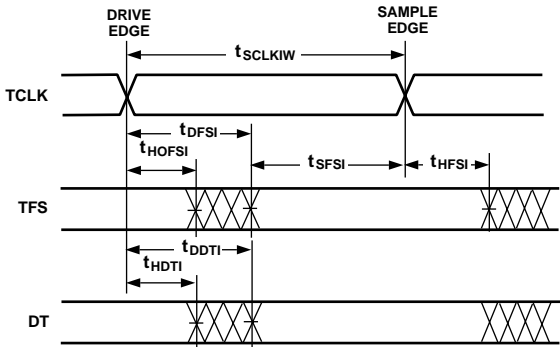 DRIVE
EDGE
SAMPLE
EDGE
tSCLKIW
TCLK
tDFSI
tHOFSI
tSFSI
tHFSI
TFS
tDDTI
tHDTI
DT